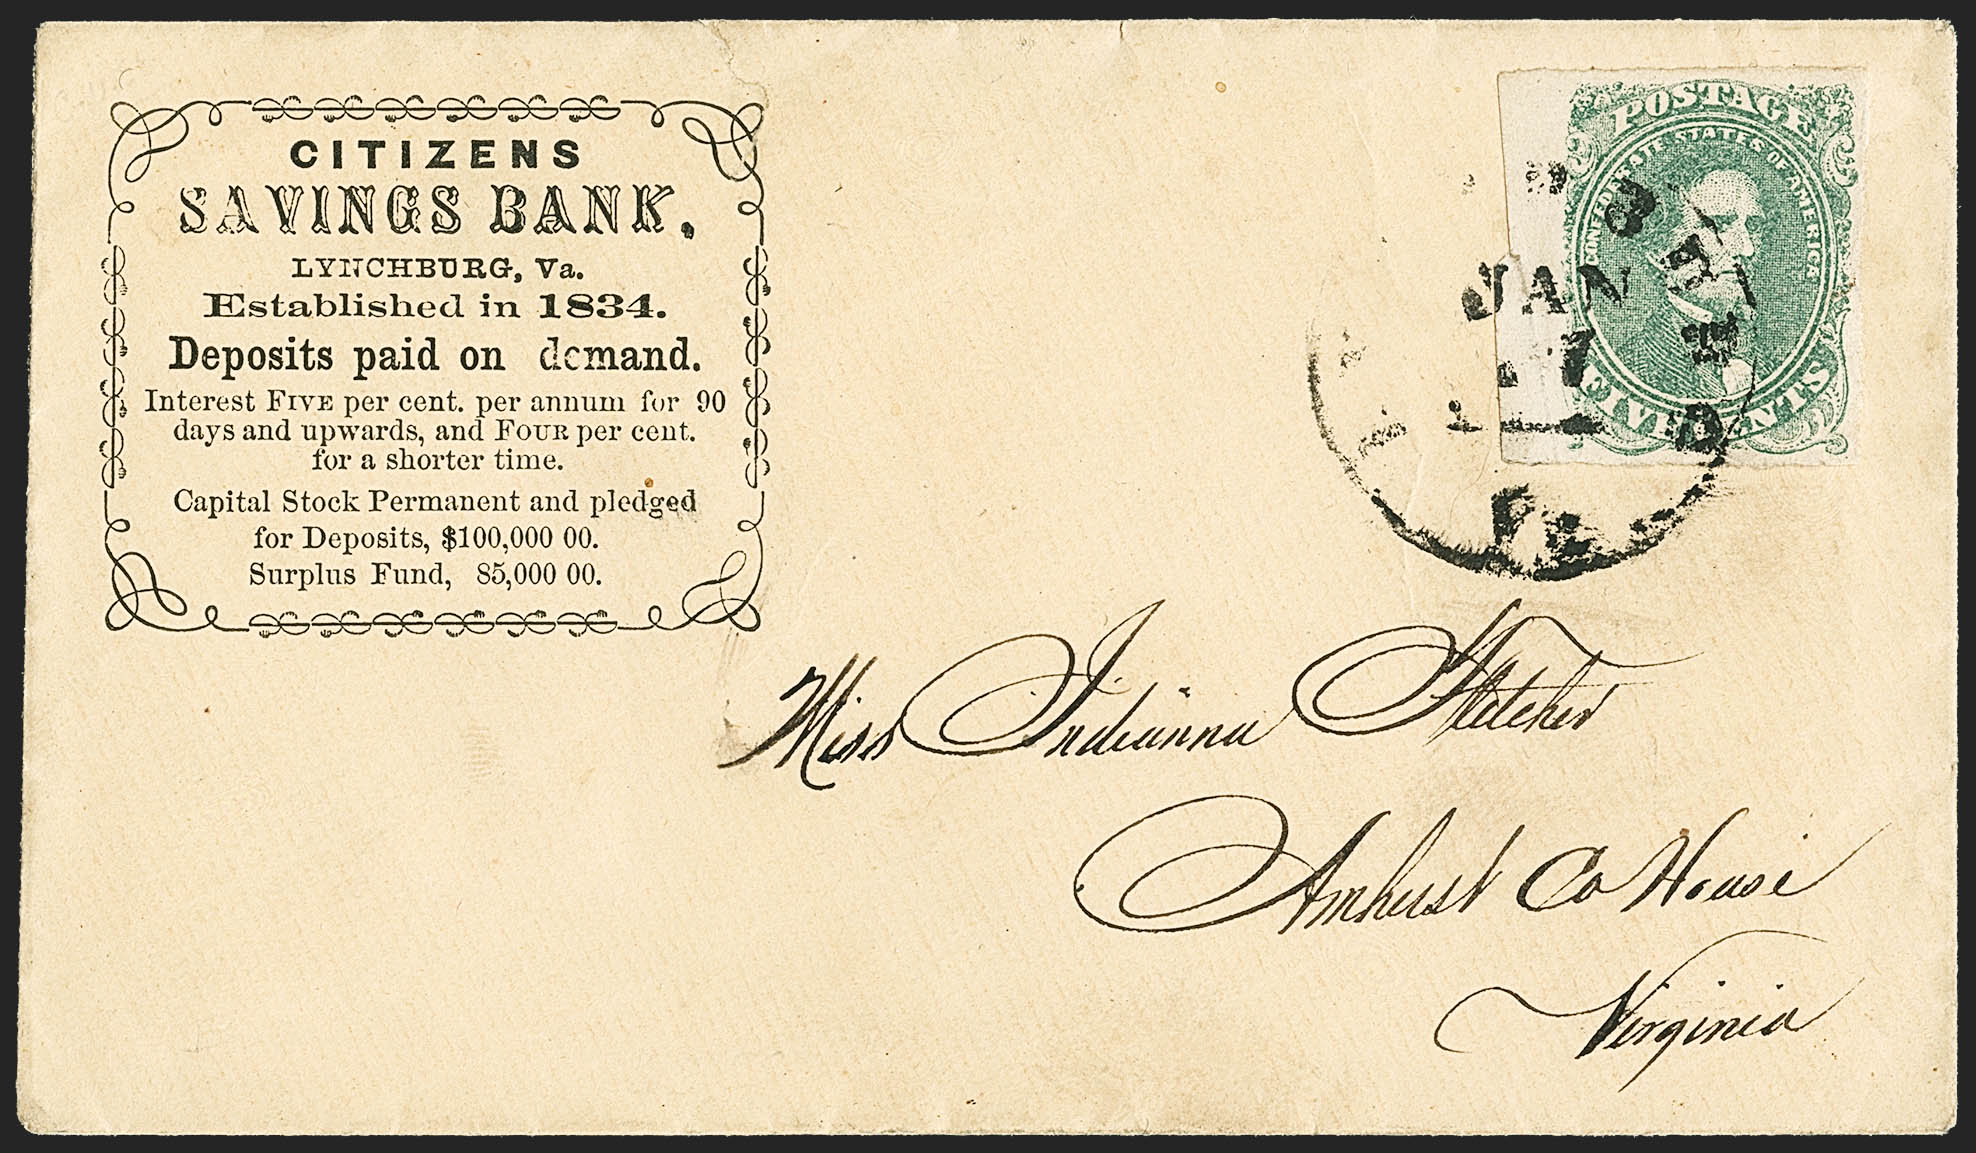 CITIZENS
SAVINGS BANK,
LYNCHBURG, Va.
Established in 1834.
Deposits paid on demand.
Interest FIVE per cent. per annum for 90
days and upwards, and FOUR per cent.
for a shorter time.
Capital Stock Permanent and pledged
for Deposits, $100,000 00.
Surplus Fund, 85,000 00.
POSTAGE
CONFEDERATE STATES OF AMERICA
FIVE CENTS
JAN
Va.
Miss Indianna Fletcher
Amherst Co House
Virginia